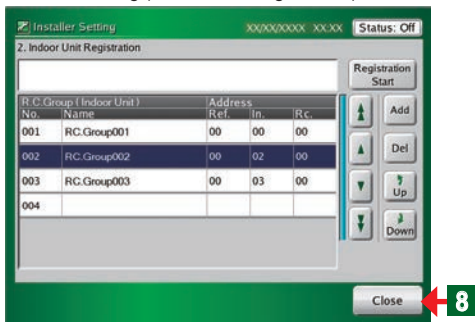 Installer Setting XX/XX/XXXX XX:XX Status: Off
2. Indoor Unit Registration
Registration
Start
R.C.Group (Indoor Unit) Address
No. Name Ref. In. Rc.
001 RC.Group001 00 00 00
002 RC.Group002 00 02 00
003 RC.Group003 00 03 00
004
Add
Del
Up
Down
Close
8